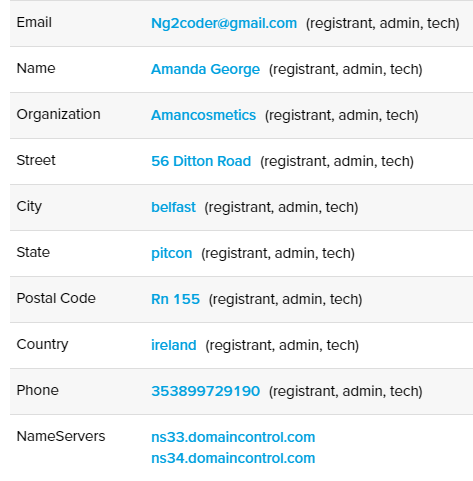 Email Ng2coder@gmail.com (registrant, admin, tech)
Name Amanda George (registrant, admin, tech)
Organization Amancosmetics (registrant, admin, tech)
Street 56 Ditton Road (registrant, admin, tech)
City belfast (registrant, admin, tech)
State pitcon (registrant, admin, tech)
Postal Code Rn 155 (registrant, admin, tech)
Country ireland (registrant, admin, tech)
Phone 353899729190 (registrant, admin, tech)
NameServers ns33.domaincontrol.com
ns34.domaincontrol.com